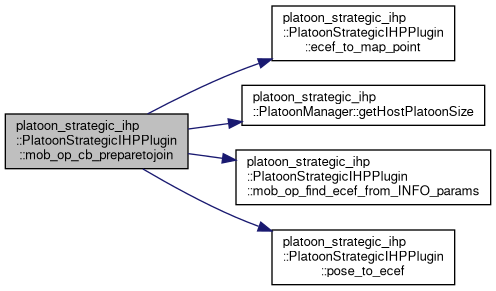 platoon_strategic_ihp
::PlatoonStrategicIHPPlugin
::ecef_to_map_point
platoon_strategic_ihp
::PlatoonManager::getHostPlatoonSize
platoon_strategic_ihp
::PlatoonStrategicIHPPlugin
::mob_op_cb_preparetojoin
platoon_strategic_ihp
::PlatoonStrategicIHPPlugin
::mob_op_find_ecef_from_INFO_params
platoon_strategic_ihp
::PlatoonStrategicIHPPlugin
::pose_to_ecef